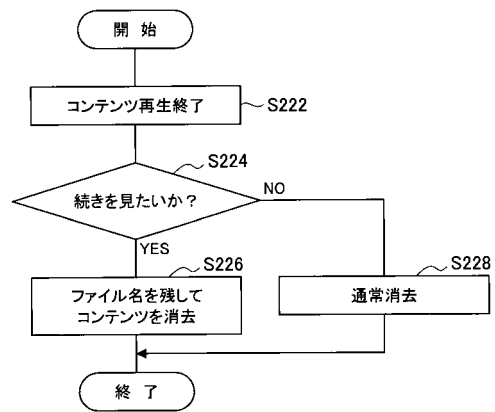 開 始
コンテンツ再生終了
S222
S224
続きを見たいか？
NO
YES
S226
ファイル名を残して
コンテンツを消去
S228
通常消去
終 了